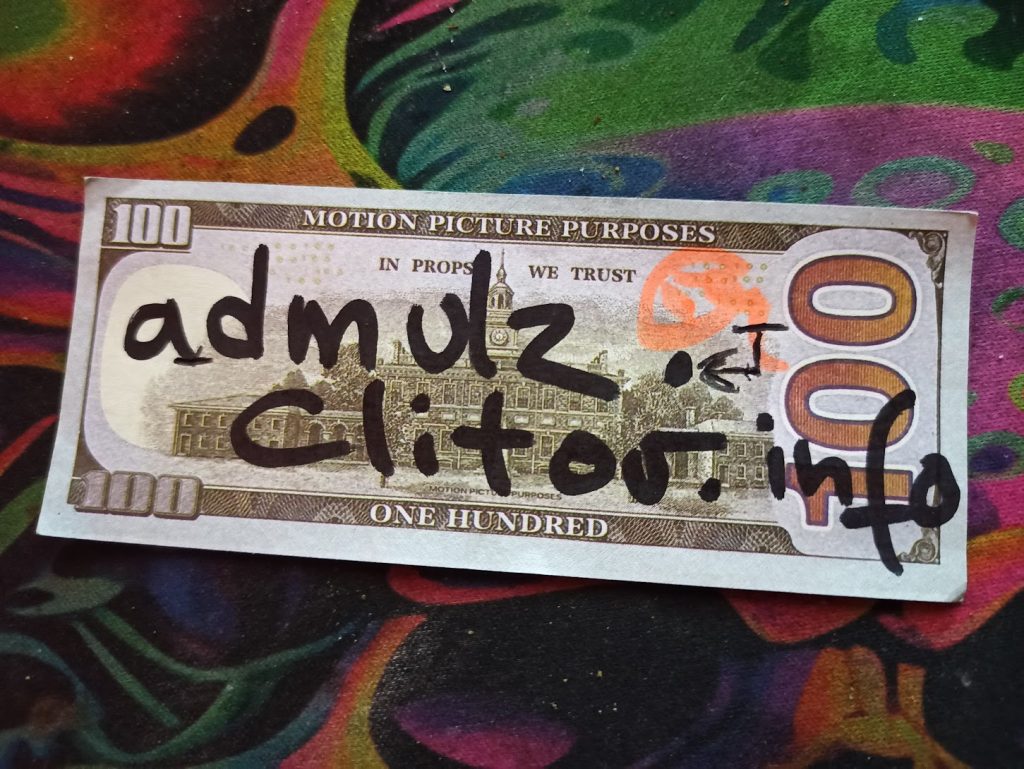 100
MOTION PICTURE PURPOSES
IN PROPS WE TRUST
admulz
Clitor.info
100
MOTION PICTURE PURPOSES
100
ONE HUNDRED